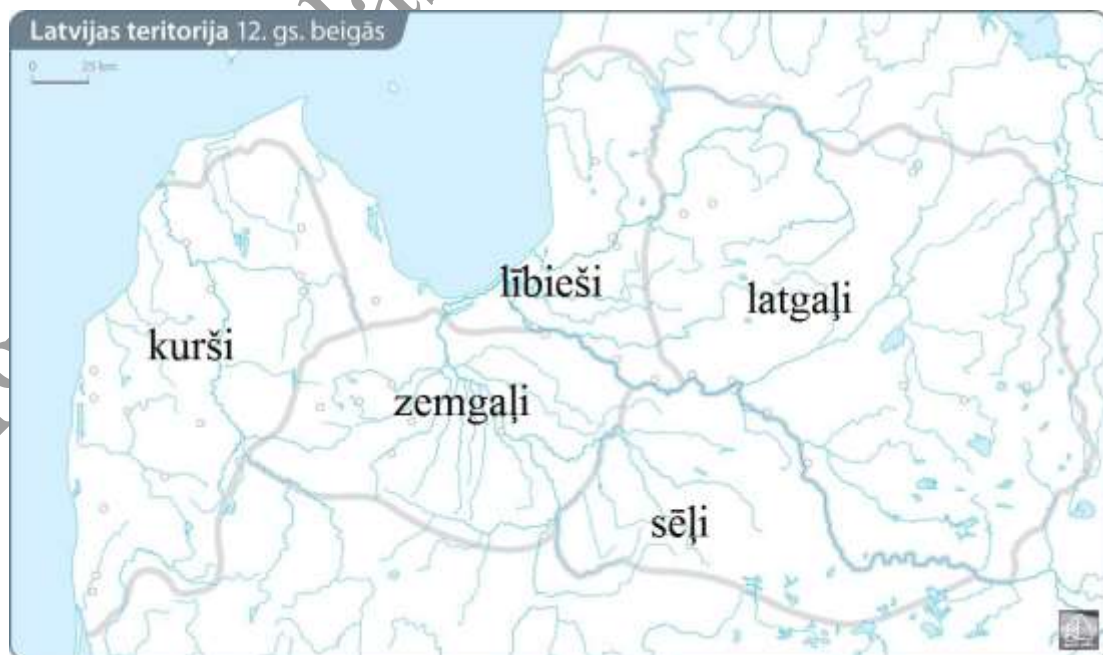 Latvijas teritorija 12. gs. beigās
0 25 km
lībieši
latgaļi
kurši
zemgaļi
sēļi